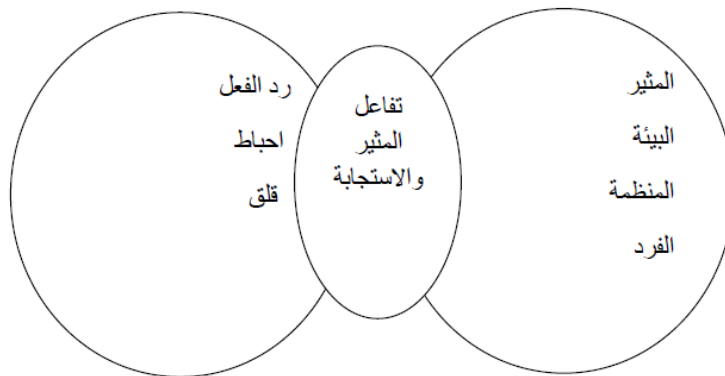 المثير
البيئة
المنظمة
الفرد
تفاعل
المثير
والاستجابة
رد الفعل
احباط
قلق